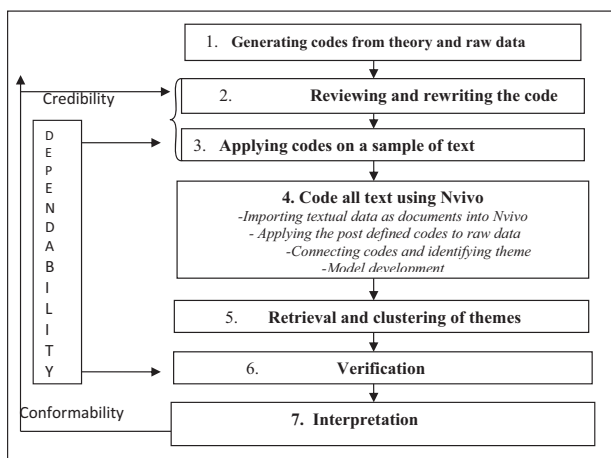 1. Generating codes from theory and raw data
Credibility
2. Reviewing and rewriting the code
3. Applying codes on a sample of text
DEPENDABILITY
4. Code all text using Nvivo
-Importing textual data as documents into Nvivo
- Applying the post defined codes to raw data
-Connecting codes and identifying theme
-Model development
5. Retrieval and clustering of themes
6. Verification
Conformability
7. Interpretation